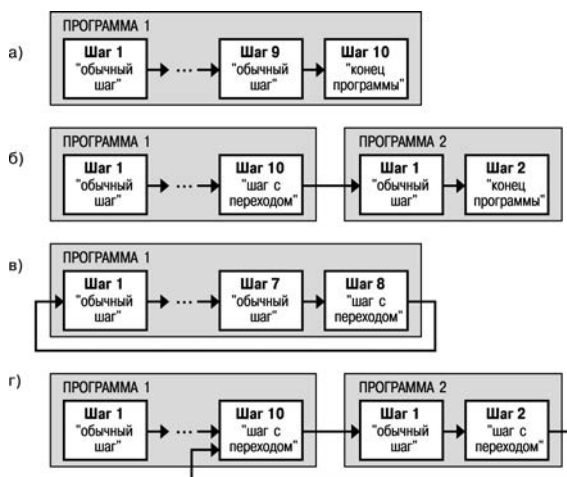 а)
ПРОГРАММА 1
Шаг 1 ... Шаг 9 Шаг 10
"обычный "обычный "конец
шаг" шаг" программы"
б)
ПРОГРАММА 1 ПРОГРАММА 2
Шаг 1 ... Шаг 10 Шаг 1 Шаг 2
"обычный "шаг с "обычный "конец
шаг" переходом" шаг" программы"
в)
ПРОГРАММА 1
Шаг 1 ... Шаг 7 Шаг 8
"обычный "обычный "шаг с
шаг" шаг" переходом"
г)
ПРОГРАММА 1 ПРОГРАММА 2
Шаг 1 ... Шаг 10 Шаг 1 Шаг 2
"обычный "шаг с "обычный "шаг с
шаг" переходом" шаг" переходом"